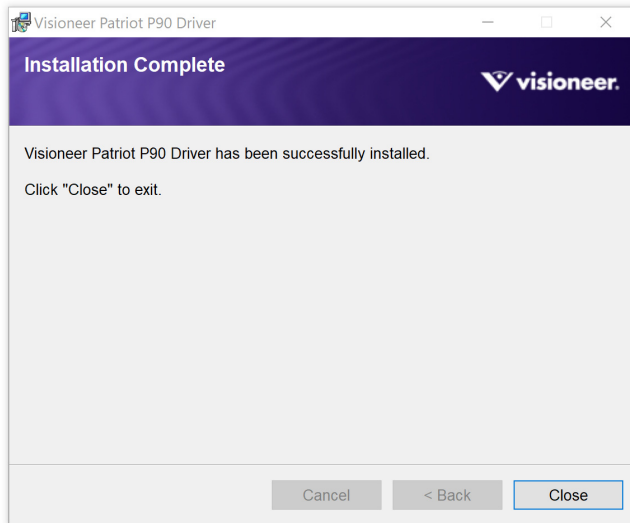 Visioneer Patriot P90 Driver
Installation Complete
visioneer.
Visioneer Patriot P90 Driver has been successfully installed.
Click "Close" to exit.
Cancel
< Back
Close